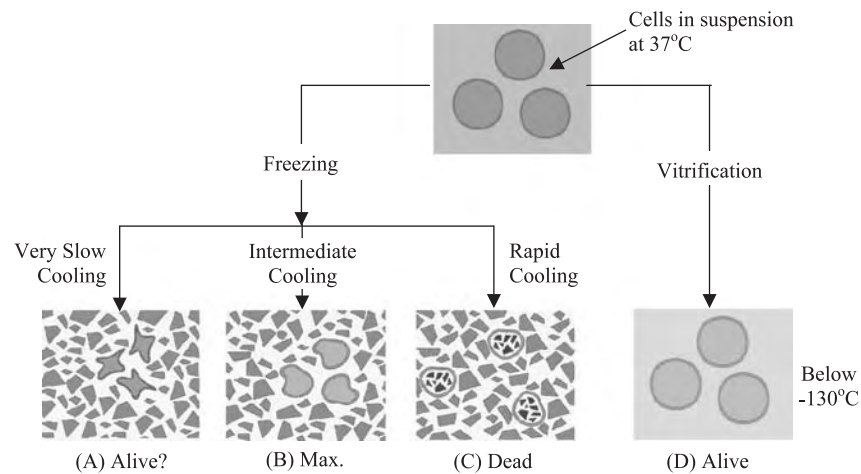 Cells in suspension
at 37°C
Freezing
Vitrification
Very Slow
Cooling
Intermediate
Cooling
Rapid
Cooling
Below
-130°C
(A) Alive?
(B) Max.
(C) Dead
(D) Alive